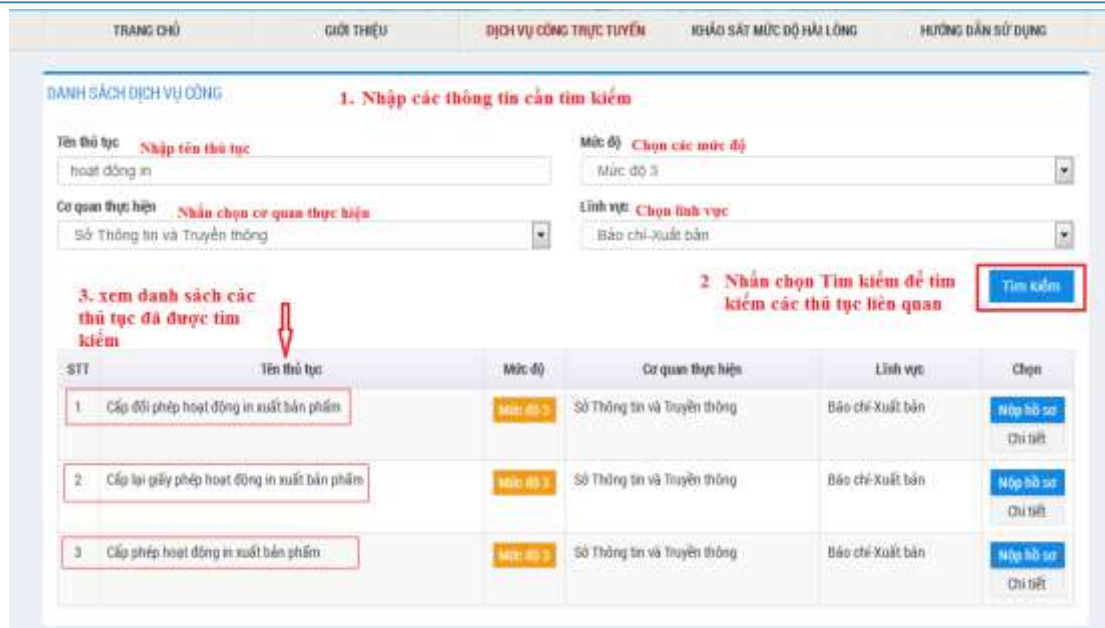 TRANG CHỦ GIỚI THIỆU DỊCH VỤ CÔNG TRỰC TUYẾN KHẢO SÁT MỨC ĐỘ HÀI LÒNG HƯỚNG DẪN SỬ DỤNG
DANH SÁCH DỊCH VỤ CÔNG
1. Nhập các thông tin cần tìm kiếm
Tên thủ tục Nhập tên thủ tục Mức độ Chọn các mức độ
hoạt động in Mức độ 3
Cơ quan thực hiện Nhấn chọn cơ quan thực hiện Lĩnh vực Chọn lĩnh vực
Sở Thông tin và Truyền thông Báo chí-Xuất bản
2 Nhấn chọn Tìm kiếm để tìm
kiếm các thủ tục liên quan
Tìm kiếm
3. xem danh sách các
thủ tục đã được tìm
kiếm
STT Tên thủ tục Mức độ Cơ quan thực hiện Lĩnh vực Chọn
1 Cấp đổi phép hoạt động in xuất bản phẩm Mức độ 3 Sở Thông tin và Truyền thông Báo chí-Xuất bản Nộp hồ sơ
Chi tiết
2 Cấp lại giấy phép hoạt động in xuất bản phẩm Mức độ 3 Sở Thông tin và Truyền thông Báo chí-Xuất bản Nộp hồ sơ
Chi tiết
3 Cấp phép hoạt động in xuất bản phẩm Mức độ 3 Sở Thông tin và Truyền thông Báo chí-Xuất bản Nộp hồ sơ
Chi tiết